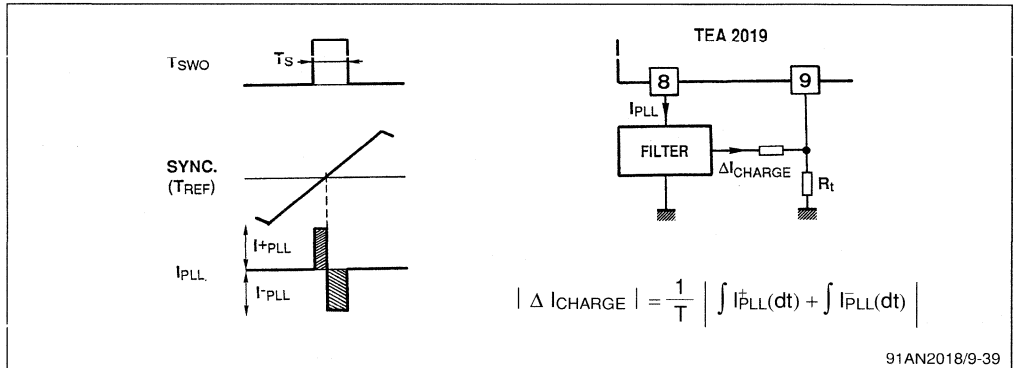 TSWO
TS
SYNC.
(TREF)
I+PLL
IPLL.
I-PLL
TEA 2019
8
9
IPLL
FILTER
ΔICHARGE
Rt
| Δ ICHARGE | = 1/T | ∫ I+PLL(dt) + ∫ I-PLL(dt) |
91AN2018/9-39